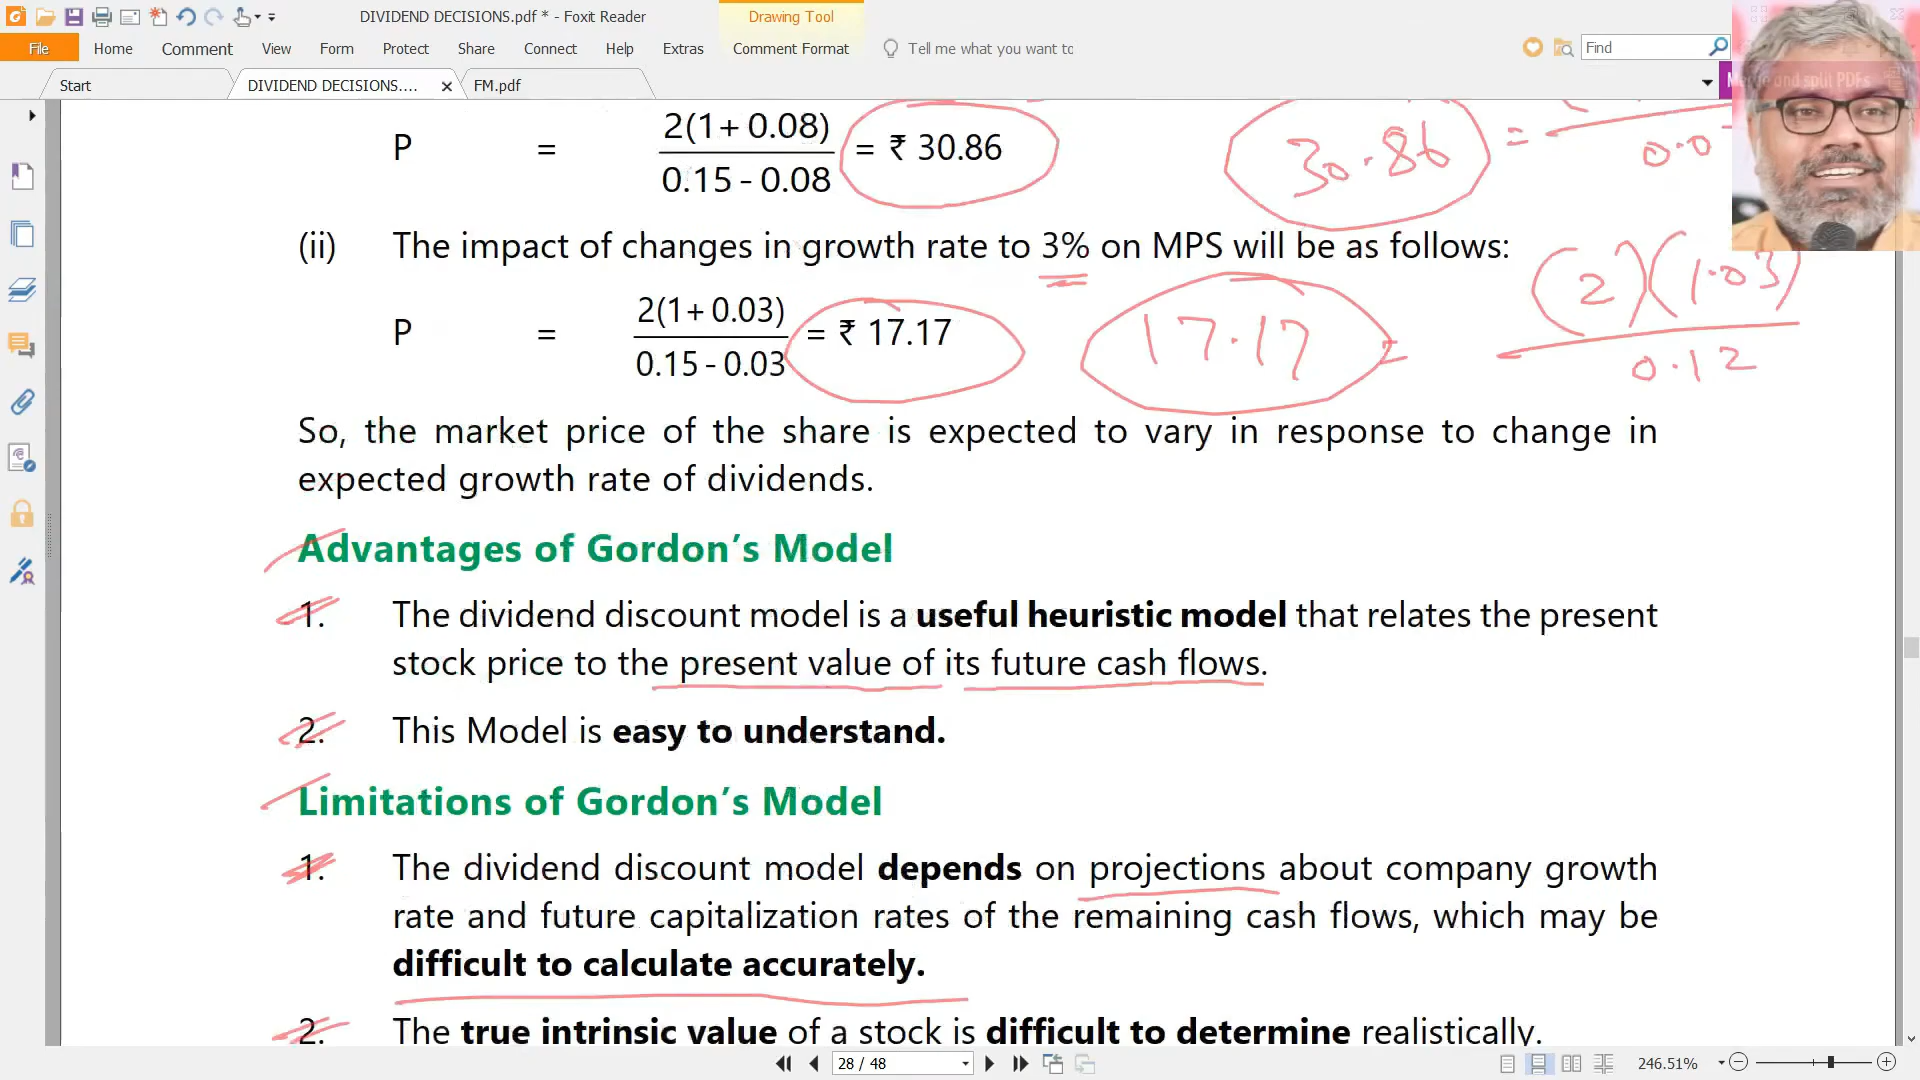 DIVIDEND DECISIONS.pdf * - Foxit Reader
Drawing Tool
File Home Comment View Form Protect Share Connect Help Extras Comment Format Tell me what you want to Find
Start DIVIDEND DECISIONS.... FM.pdf
and split PDFs
P = 2(1+ 0.08) / 0.15 - 0.08 = ₹ 30.86
30.86 =
0.0
(ii) The impact of changes in growth rate to 3% on MPS will be as follows:
(2)(1.03)
P = 2(1+ 0.03) / 0.15 - 0.03 = ₹ 17.17
17.17 =
0.12
So, the market price of the share is expected to vary in response to change in
expected growth rate of dividends.
Advantages of Gordon’s Model
1. The dividend discount model is a useful heuristic model that relates the present
stock price to the present value of its future cash flows.
2. This Model is easy to understand.
Limitations of Gordon’s Model
1. The dividend discount model depends on projections about company growth
rate and future capitalization rates of the remaining cash flows, which may be
difficult to calculate accurately.
2. The true intrinsic value of a stock is difficult to determine realistically.
28 / 48
246.51%